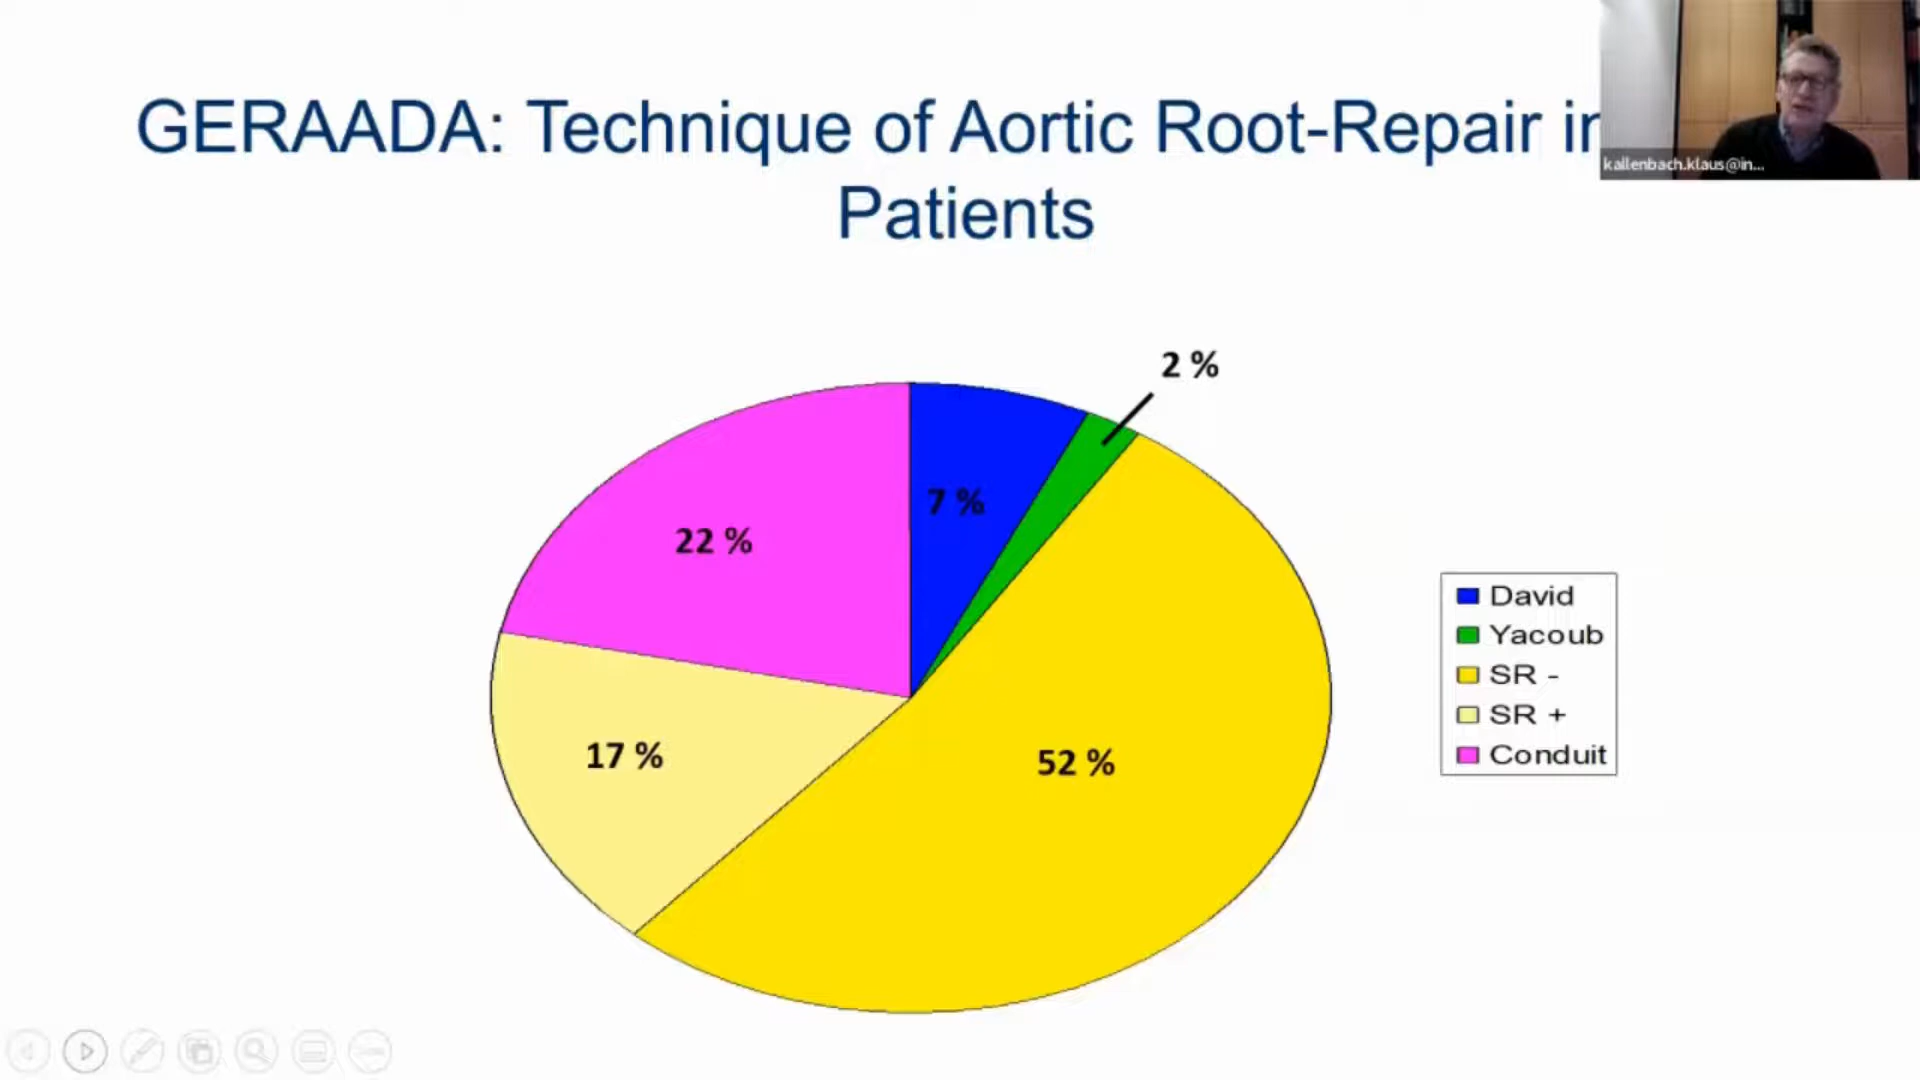 GERAADA: Technique of Aortic Root-Repair in
Patients
kallenbach.klaus@in...
2 %
7 %
22 %
17 %
52 %
David
Yacoub
SR -
SR +
Conduit